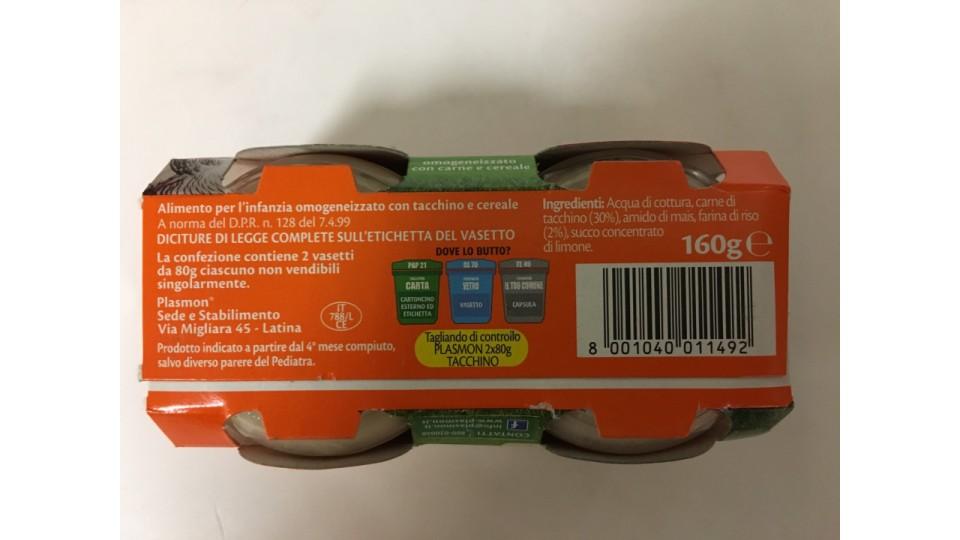 omogeneizzato
con carne e cereale
Alimento per l'infanzia omogeneizzato con tacchino e cereale
A norma del D.P.R. n. 128 del 7.4.99
DICITURE DI LEGGE COMPLETE SULL'ETICHETTA DEL VASETTO
La confezione contiene 2 vasetti
da 80g ciascuno non vendibili
singolarmente.
Plasmon®
Sede e Stabilimento
Via Migliara 45 - Latina
IT
788/L
CE
Prodotto indicato a partire dal 4° mese compiuto,
salvo diverso parere del Pediatra.
DOVE LO BUTTO?
PAP 21
CARTA
CARTONCINO
ESTERNO ED
ETICHETTA
GL 70
VETRO
VASETTO
FE 40
IL TUO COMUNE
CAPSULA
Tagliando di controllo
PLASMON 2x80g
TACCHINO
Ingredienti: Acqua di cottura, carne di
tacchino (30%), amido di mais, farina di riso
(2%), succo concentrato
di limone.
160g e
8 001040 011492
CONTATTI
info@plasmon.it
www.plasmon.it
f